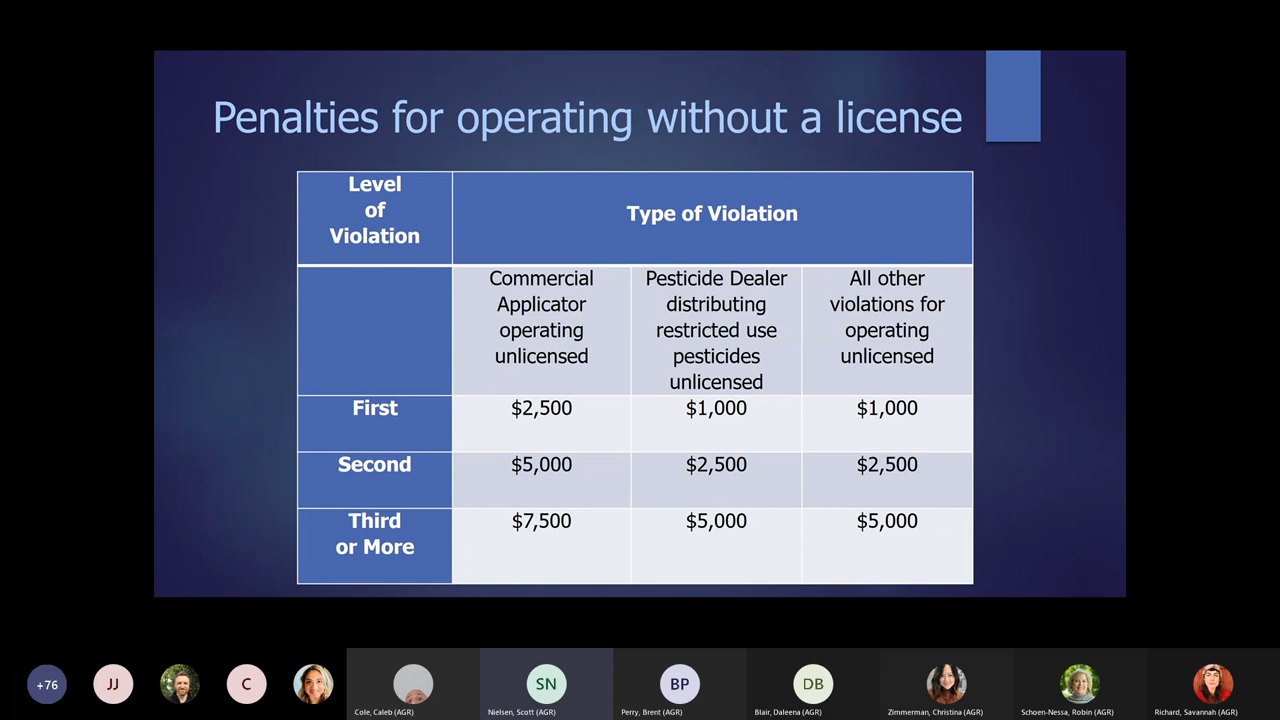 Penalties for operating without a license
Level
of
Violation
Type of Violation
Commercial
Applicator
operating
unlicensed
Pesticide Dealer
distributing
restricted use
pesticides
unlicensed
All other
violations for
operating
unlicensed
First
$2,500
$1,000
$1,000
Second
$5,000
$2,500
$2,500
Third
or More
$7,500
$5,000
$5,000
+76
JJ
C
SN
BP
DB
Cole, Caleb (AGR)
Nielsen, Scott (AGR)
Perry, Brent (AGR)
Blair, Daleena (AGR)
Zimmerman, Christina (AGR)
Schoen-Nessa, Robin (AGR)
Richard, Savannah (AGR)